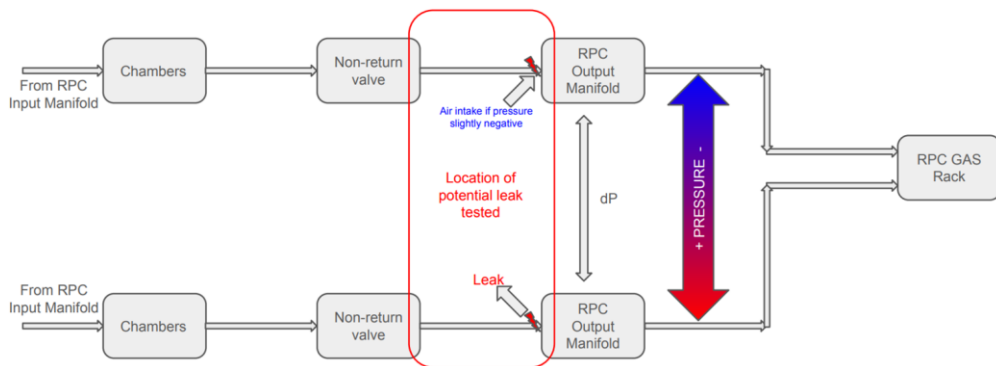 From RPC
Input Manifold
Chambers
Non-return
valve
Air intake if pressure
slightly negative
RPC
Output
Manifold
Location of
potential leak
tested
dP
+ PRESSURE -
RPC GAS
Rack
From RPC
Input Manifold
Chambers
Non-return
valve
Leak
RPC
Output
Manifold